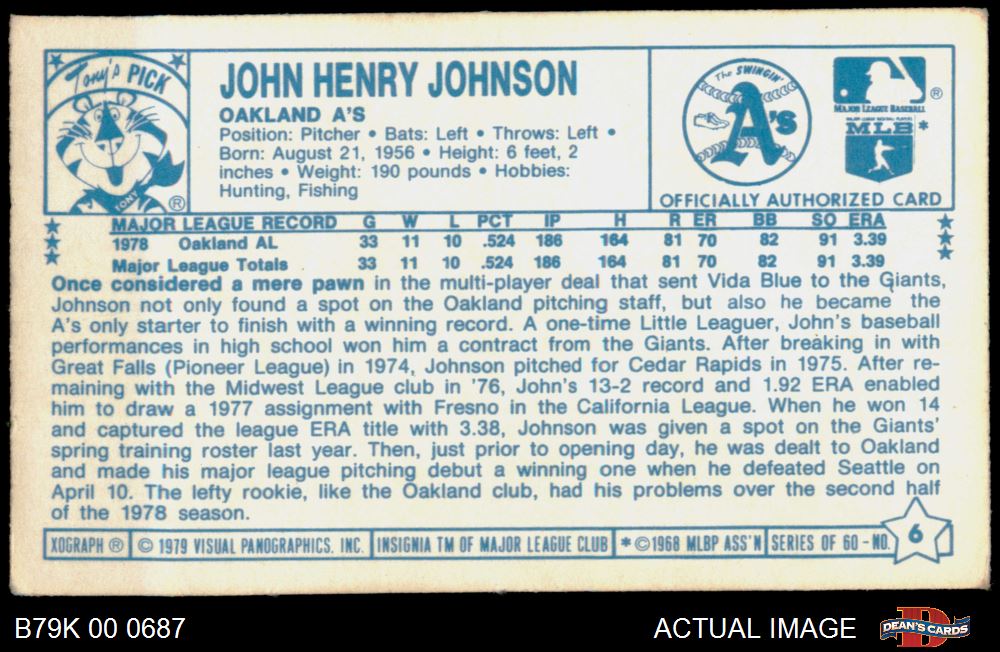 Tony's PICK
TONY
®
JOHN HENRY JOHNSON
OAKLAND A'S
Position: Pitcher • Bats: Left • Throws: Left •
Born: August 21, 1956 • Height: 6 feet, 2
inches • Weight: 190 pounds • Hobbies:
Hunting, Fishing
The SWINGIN'
A's
®
MAJOR LEAGUE BASEBALL
MAJOR LEAGUE BASEBALL PLAYERS
MLB *
OFFICIALLY AUTHORIZED CARD
MAJOR LEAGUE RECORD G W L PCT IP H R ER BB SO ERA
1978 Oakland AL 33 11 10 .524 186 164 81 70 82 91 3.39
Major League Totals 33 11 10 .524 186 164 81 70 82 91 3.39
Once considered a mere pawn in the multi-player deal that sent Vida Blue to the Giants,
Johnson not only found a spot on the Oakland pitching staff, but also he became the
A's only starter to finish with a winning record. A one-time Little Leaguer, John's baseball
performances in high school won him a contract from the Giants. After breaking in with
Great Falls (Pioneer League) in 1974, Johnson pitched for Cedar Rapids in 1975. After re-
maining with the Midwest League club in '76, John's 13-2 record and 1.92 ERA enabled
him to draw a 1977 assignment with Fresno in the California League. When he won 14
and captured the league ERA title with 3.38, Johnson was given a spot on the Giants'
spring training roster last year. Then, just prior to opening day, he was dealt to Oakland
and made his major league pitching debut a winning one when he defeated Seattle on
April 10. The lefty rookie, like the Oakland club, had his problems over the second half
of the 1978 season.
XOGRAPH ® © 1979 VISUAL PANOGRAPHICS, INC. INSIGNIA TM OF MAJOR LEAGUE CLUB * © 1968 MLBP ASS'N SERIES OF 60 - NO. 6
B79K 00 0687
ACTUAL IMAGE
D
DEAN'S CARDS